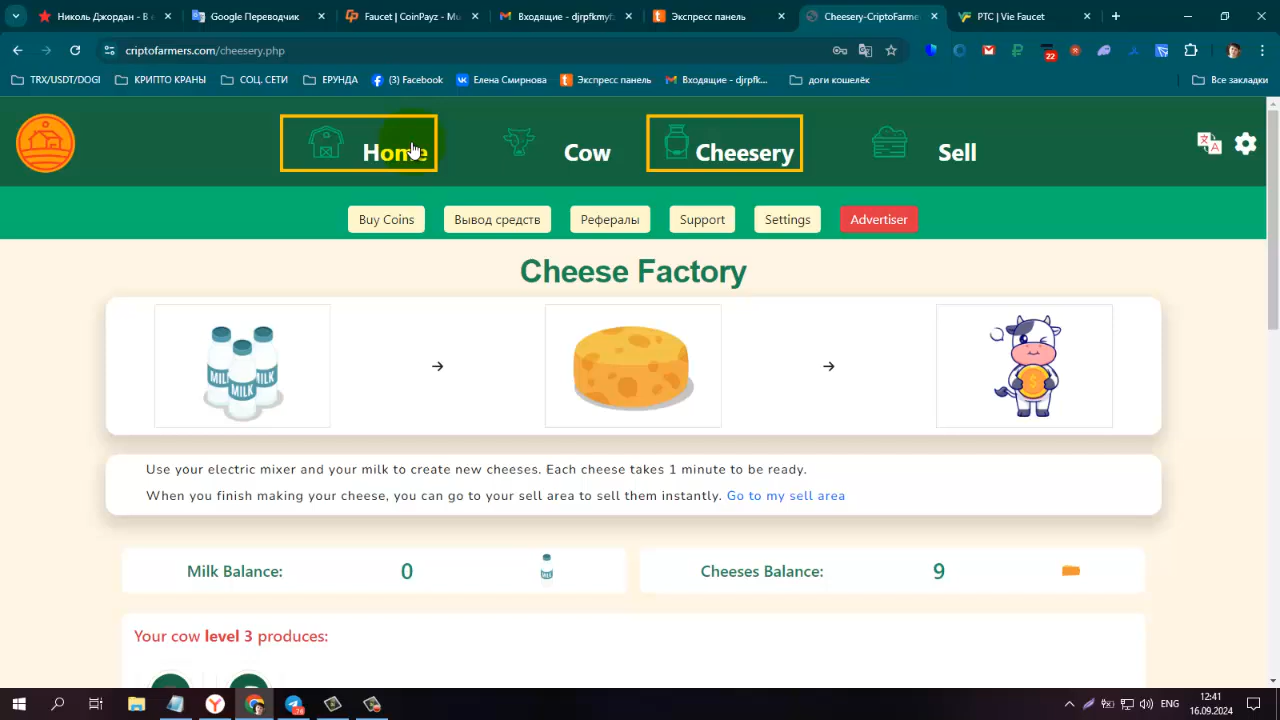 Николь Джордан - В е
Google Переводчик
Faucet | CoinPayz - Mu
Входящие - djrpfkmyfz
Экспресс панель
Cheesery-CriptoFarme
PTC | Vie Faucet
criptofarmers.com/cheesery.php
22
TRX/USDT/DOGI
КРИПТО КРАНЫ
СОЦ. СЕТИ
ЕРУНДА
(3) Facebook
Елена Смирнова
Экспресс панель
Входящие - djrpfk...
доги кошелёк
Все закладки
Home
Cow
Cheesery
Sell
Buy Coins
Вывод средств
Рефералы
Support
Settings
Advertiser
Cheese Factory
MILK
MILK
MILK
Use your electric mixer and your milk to create new cheeses. Each cheese takes 1 minute to be ready.
When you finish making your cheese, you can go to your sell area to sell them instantly. Go to my sell area
Milk Balance: 0
Cheeses Balance: 9
Your cow level 3 produces:
ENG
12:41
16.09.2024